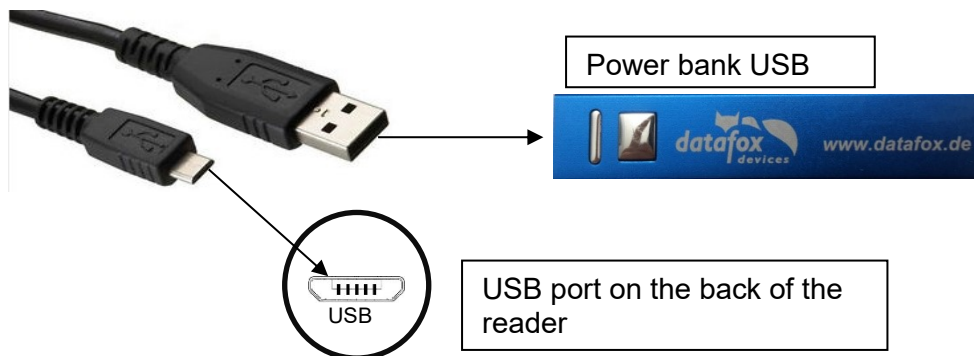 Power bank USB
datafox
devices
www.datafox.de
USB
USB port on the back of the
reader